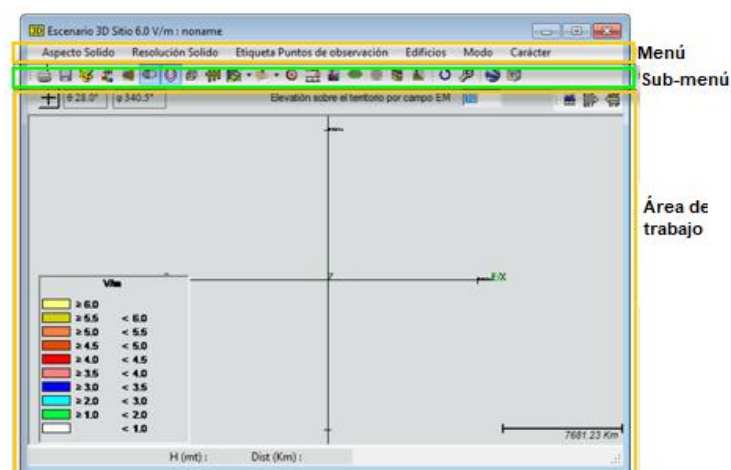 3D Escenario 3D Sitio 6.0 V/m : noname
Aspecto Solido Resolución Solido Etiqueta Puntos de observación Edificios Modo Carácter
Menú
Sub-menú
θ 28.0° φ 340.5° Elevatión sobre el territorio por campo EM
Área de
trabajo
E/X
Z
V/m
≥ 6.0
≥ 5.5 < 6.0
≥ 5.0 < 5.5
≥ 4.5 < 5.0
≥ 4.0 < 4.5
≥ 3.5 < 4.0
≥ 3.0 < 3.5
≥ 2.0 < 3.0
≥ 1.0 < 2.0
< 1.0
7681.23 Km
H (mt) : Dist (Km) :